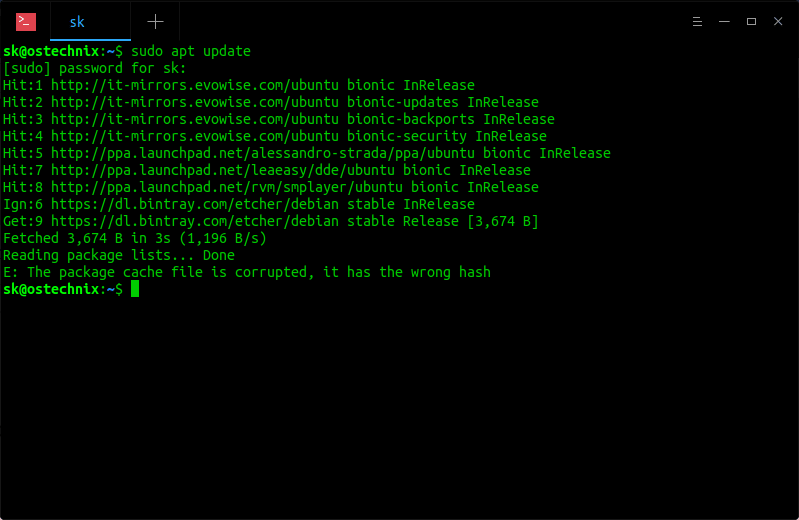 sk
sk@ostechnix:~$ sudo apt update
[sudo] password for sk:
Hit:1 http://it-mirrors.evowise.com/ubuntu bionic InRelease
Hit:2 http://it-mirrors.evowise.com/ubuntu bionic-updates InRelease
Hit:3 http://it-mirrors.evowise.com/ubuntu bionic-backports InRelease
Hit:4 http://it-mirrors.evowise.com/ubuntu bionic-security InRelease
Hit:5 http://ppa.launchpad.net/alessandro-strada/ppa/ubuntu bionic InRelease
Hit:7 http://ppa.launchpad.net/leaeasy/dde/ubuntu bionic InRelease
Hit:8 http://ppa.launchpad.net/rvm/smplayer/ubuntu bionic InRelease
Ign:6 https://dl.bintray.com/etcher/debian stable InRelease
Get:9 https://dl.bintray.com/etcher/debian stable Release [3,674 B]
Fetched 3,674 B in 3s (1,196 B/s)
Reading package lists... Done
E: The package cache file is corrupted, it has the wrong hash
sk@ostechnix:~$